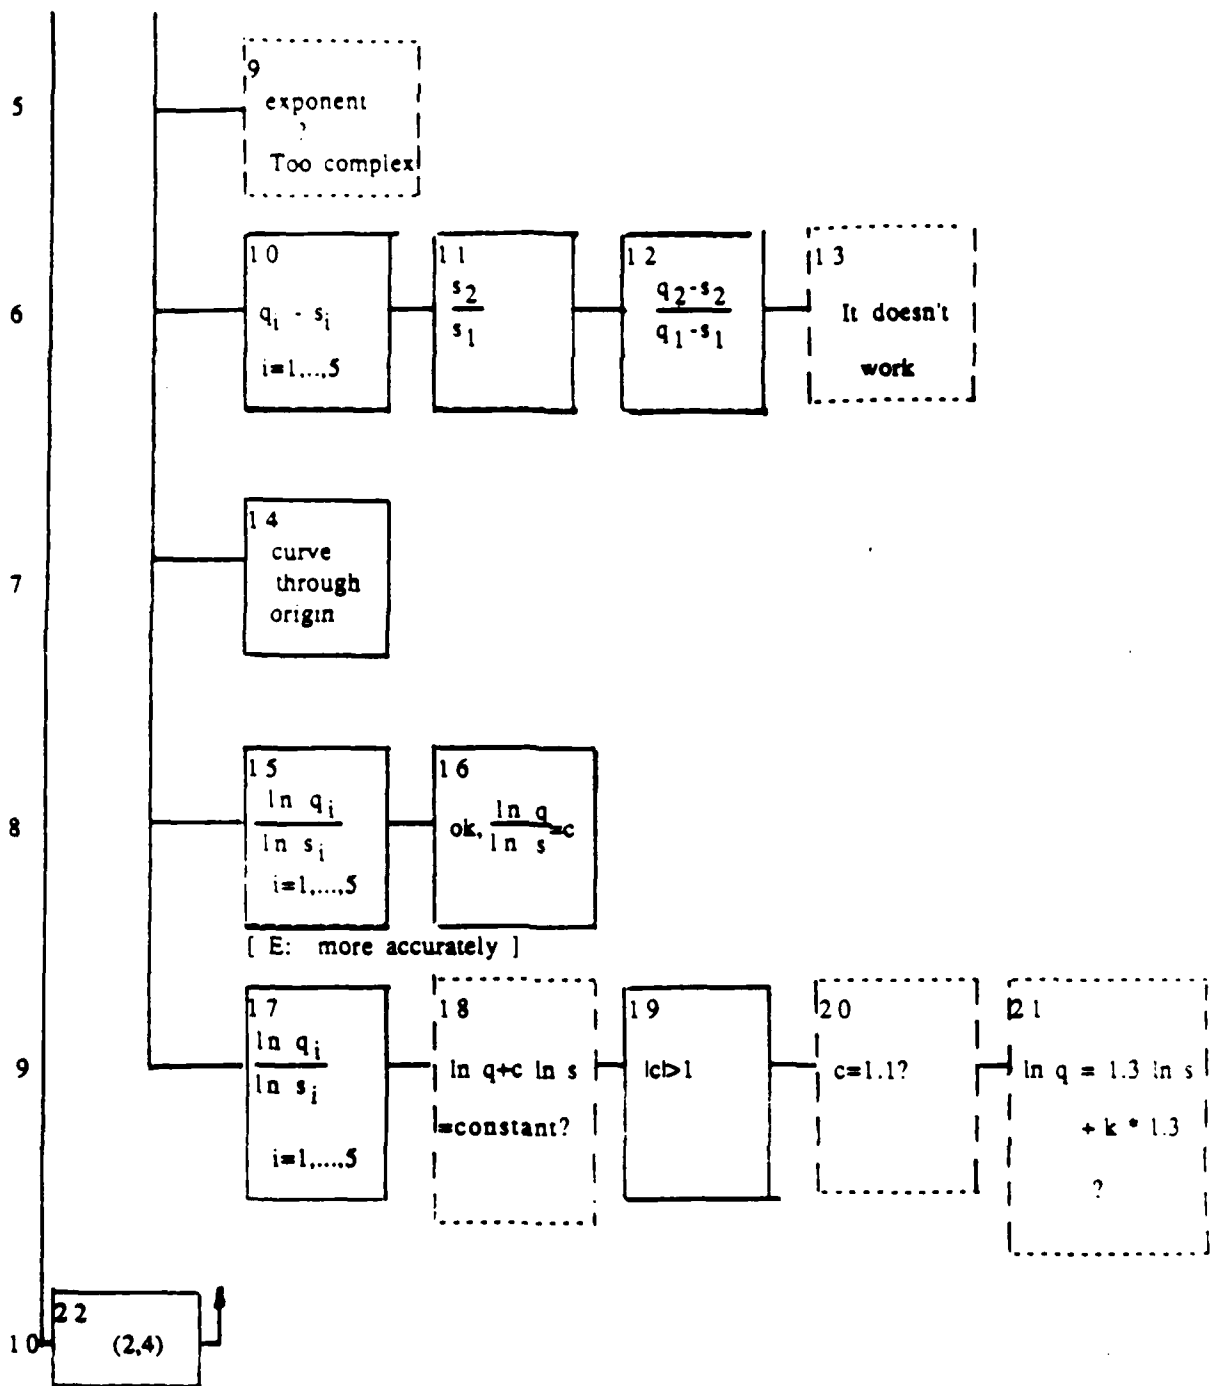 5
9
exponent
?
Too complex
6
10
q_i - s_i
i=1,...,5
11
s_2
s_1
12
q_2-s_2
q_1-s_1
13
It doesn't
work
7
14
curve
through
origin
8
15
ln q_i
ln s_i
i=1,...,5
16
ok, ln q / ln s =c
[ E: more accurately ]
9
17
ln q_i
ln s_i
i=1,...,5
18
ln q+c ln s
=constant?
19
|c|>1
20
c=1.1?
21
ln q = 1.3 ln s
+ k * 1.3
?
10
22
(2,4)